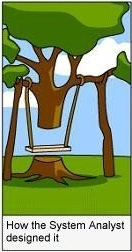 How the System Analyst
designed it